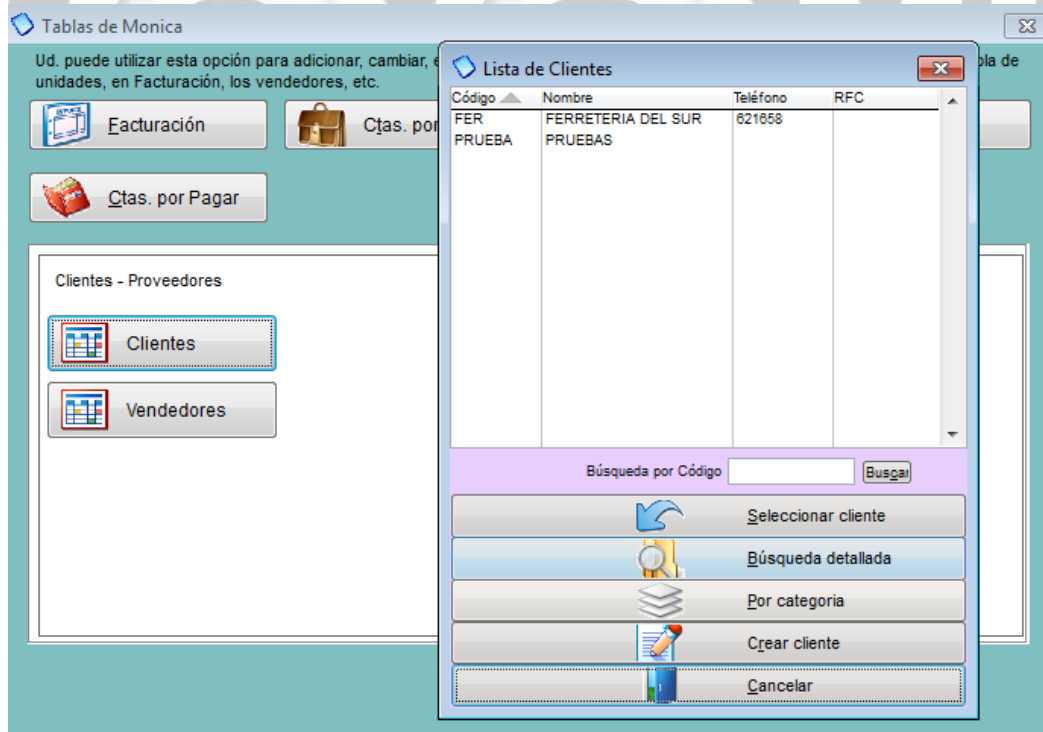 Tablas de Monica
Ud. puede utilizar esta opción para adicionar, cambiar,
unidades, en Facturación, los vendedores, etc.
de
Facturación
Ctas. por
Ctas. por Pagar
Clientes - Proveedores
Clientes
Vendedores
Lista de Clientes
Código Nombre Teléfono RFC
FER FERRETERIA DEL SUR 621658
PRUEBA PRUEBAS
Búsqueda por Código Buscar
Seleccionar cliente
Búsqueda detallada
Por categoria
Crear cliente
Cancelar